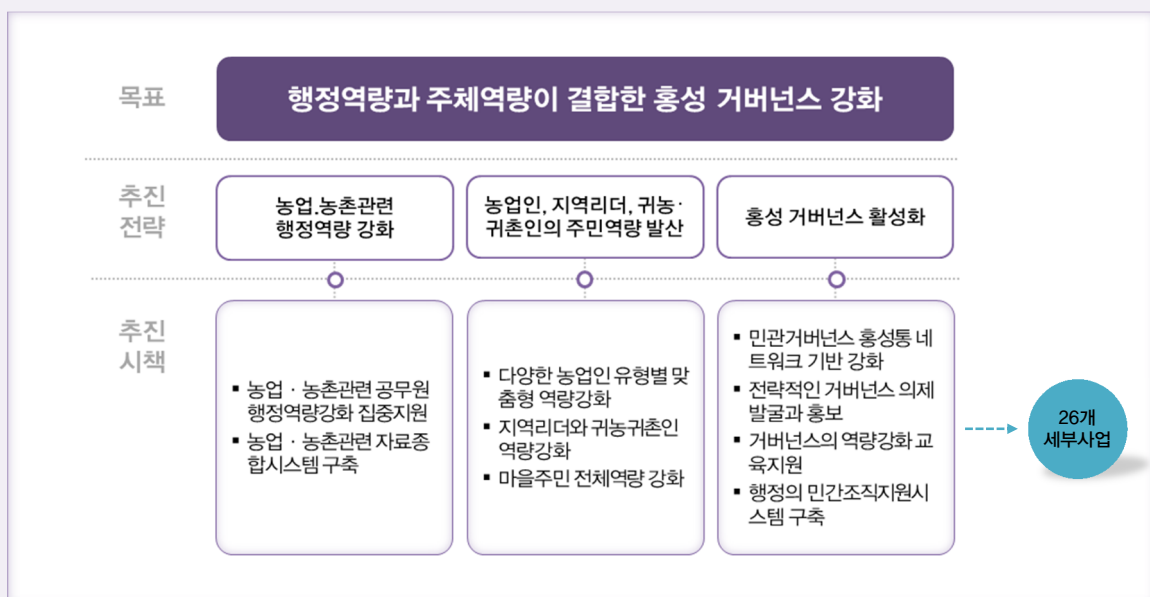 목표
행정역량과 주체역량이 결합한 홍성 거버넌스 강화
추진
전략
농업.농촌관련
행정역량 강화
농업인, 지역리더, 귀농·
귀촌인의 주민역량 발산
홍성 거버넌스 활성화
추진
시책
▪ 농업 · 농촌관련 공무원
행정역량강화 집중지원
▪ 농업 · 농촌관련 자료종
합시스템 구축
▪ 다양한 농업인 유형별 맞
춤형 역량강화
▪ 지역리더와 귀농귀촌인
역량강화
▪ 마을주민 전체역량 강화
▪ 민관거버넌스 홍성통 네
트워크 기반 강화
▪ 전략적인 거버넌스 의제
발굴과 홍보
▪ 거버넌스의 역량강화 교
육지원
▪ 행정의 민간조직지원시
스템 구축
26개
세부사업